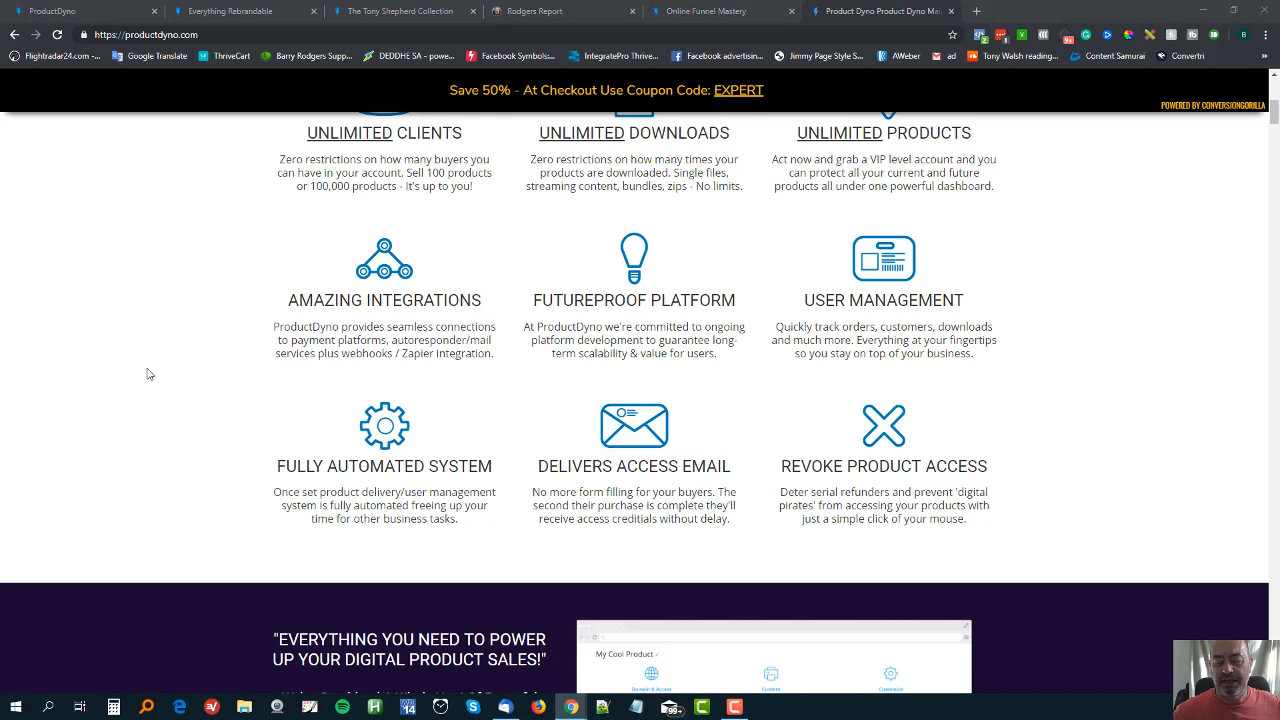 ProductDyno
Everything Rebrandable
The Tony Shepherd Collection
Rodgers Report
Online Funnel Mastery
Product Dyno Product Dyno Ma
https://productdyno.com
Flightradar24.com -...
Google Translate
ThriveCart
Barry Rodgers Supp...
DEDDHE SA - powe...
Facebook Symbols:...
IntegratePro Thrive...
Facebook advertisin...
Jimmy Page Style S...
AWeber
ad
Tony Walsh reading...
Content Samurai
Convertri
Save 50% - At Checkout Use Coupon Code: EXPERT
POWERED BY CONVERSIONGORILLA
UNLIMITED CLIENTS
Zero restrictions on how many buyers you
can have in your account. Sell 100 products
or 100,000 products - It's up to you!
UNLIMITED DOWNLOADS
Zero restrictions on how many times your
products are downloaded. Single files,
streaming content, bundles, zips - No limits.
UNLIMITED PRODUCTS
Act now and grab a VIP level account and you
can protect all your current and future
products all under one powerful dashboard.
AMAZING INTEGRATIONS
ProductDyno provides seamless connections
to payment platforms, autoresponder/mail
services plus webhooks / Zapier integration.
FUTUREPROOF PLATFORM
At ProductDyno we're committed to ongoing
platform development to guarantee long-
term scalability & value for users.
USER MANAGEMENT
Quickly track orders, customers, downloads
and much more. Everything at your fingertips
so you stay on top of your business.
FULLY AUTOMATED SYSTEM
Once set product delivery/user management
system is fully automated freeing up your
time for other business tasks.
DELIVERS ACCESS EMAIL
No more form filling for your buyers. The
second their purchase is complete they'll
receive access creditials without delay.
REVOKE PRODUCT ACCESS
Deter serial refunders and prevent 'digital
pirates' from accessing your products with
just a simple click of your mouse.
"EVERYTHING YOU NEED TO POWER
UP YOUR DIGITAL PRODUCT SALES!"
My Cool Product
Domain & Access
Content
Customize